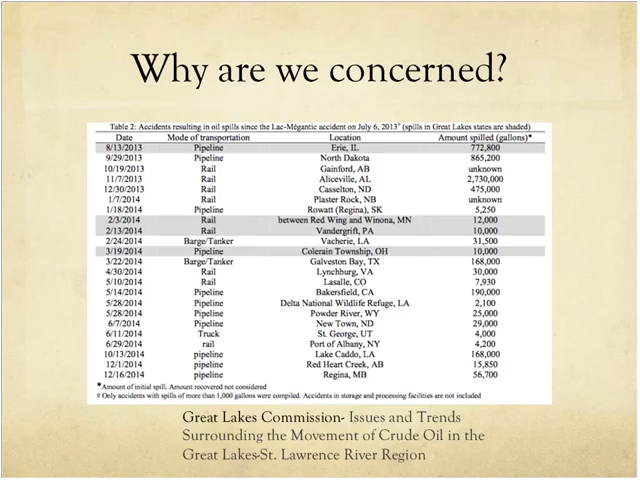 Why are we concerned?
Table 2: Accidents resulting in oil spills since the Lac-Mégantic accident on July 6, 2013# (spills in Great Lakes states are shaded)
Date Mode of transportation Location Amount spilled (gallons)*
8/13/2013 Pipeline Erie, IL 772,800
9/29/2013 Pipeline North Dakota 865,200
10/19/2013 Rail Gainford, AB unknown
11/7/2013 Rail Aliceville, AL 2,730,000
12/30/2013 Rail Casselton, ND 475,000
1/7/2014 Rail Plaster Rock, NB unknown
1/18/2014 Pipeline Rowatt (Regina), SK 5,250
2/3/2014 Rail between Red Wing and Winona, MN 12,000
2/13/2014 Rail Vandergrift, PA 10,000
2/24/2014 Barge/Tanker Vacherie, LA 31,500
3/19/2014 Pipeline Colerain Township, OH 10,000
3/22/2014 Barge/Tanker Galveston Bay, TX 168,000
4/30/2014 Rail Lynchburg, VA 30,000
5/10/2014 Rail Lasalle, CO 7,930
5/14/2014 Pipeline Bakersfield, CA 190,000
5/28/2014 Pipeline Delta National Wildlife Refuge, LA 2,100
5/28/2014 Pipeline Powder River, WY 25,000
6/7/2014 Pipeline New Town, ND 29,000
6/11/2014 Truck St. George, UT 4,000
6/29/2014 rail Port of Albany, NY 4,200
10/13/2014 pipeline Lake Caddo, LA 168,000
12/1/2014 pipeline Red Heart Creek, AB 15,850
12/16/2014 pipeline Regina, MB 56,700
*Amount of initial spill. Amount recovered not considered
# Only accidents with spills of more than 1,000 gallons were compiled. Accidents in storage and processing facilities are not included
Great Lakes Commission- Issues and Trends
Surrounding the Movement of Crude Oil in the
Great Lakes-St. Lawrence River Region